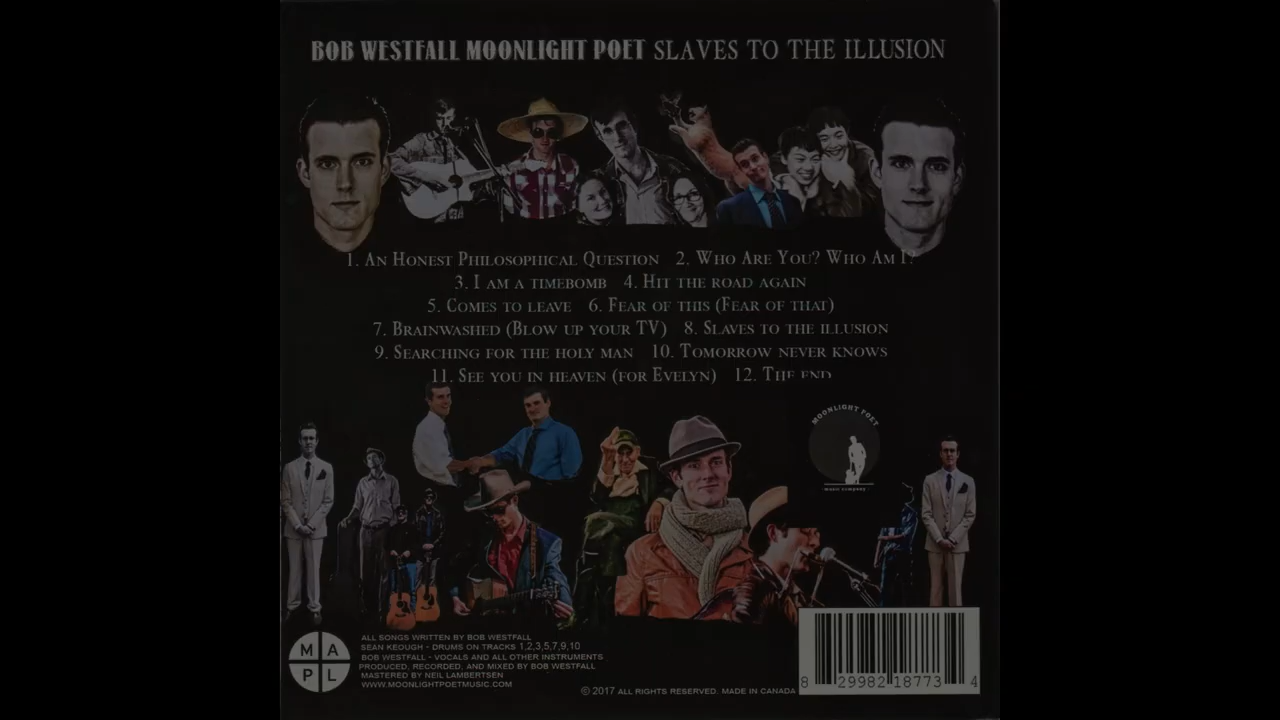 BOB WESTFALL MOONLIGHT POET SLAVES TO THE ILLUSION
1. AN HONEST PHILOSOPHICAL QUESTION 2. WHO ARE YOU? WHO AM I?
3. I AM A TIMEBOMB 4. HIT THE ROAD AGAIN
5. COMES TO LEAVE 6. FEAR OF THIS (FEAR OF THAT)
7. BRAINWASHED (BLOW UP YOUR TV) 8. SLAVES TO THE ILLUSION
9. SEARCHING FOR THE HOLY MAN 10. TOMORROW NEVER KNOWS
11. SEE YOU IN HEAVEN (FOR EVELYN) 12. THE END
MOONLIGHT POET
music company
M A
P L
ALL SONGS WRITTEN BY BOB WESTFALL
SEAN KEOUGH - DRUMS ON TRACKS 1,2,3,5,7,9,10
BOB WESTFALL - VOCALS AND ALL OTHER INSTRUMENTS
PRODUCED, RECORDED, AND MIXED BY BOB WESTFALL
MASTERED BY NEIL LAMBERTSEN
WWW.MOONLIGHTPOETMUSIC.COM
© 2017 ALL RIGHTS RESERVED. MADE IN CANADA
8 29982 18773 4